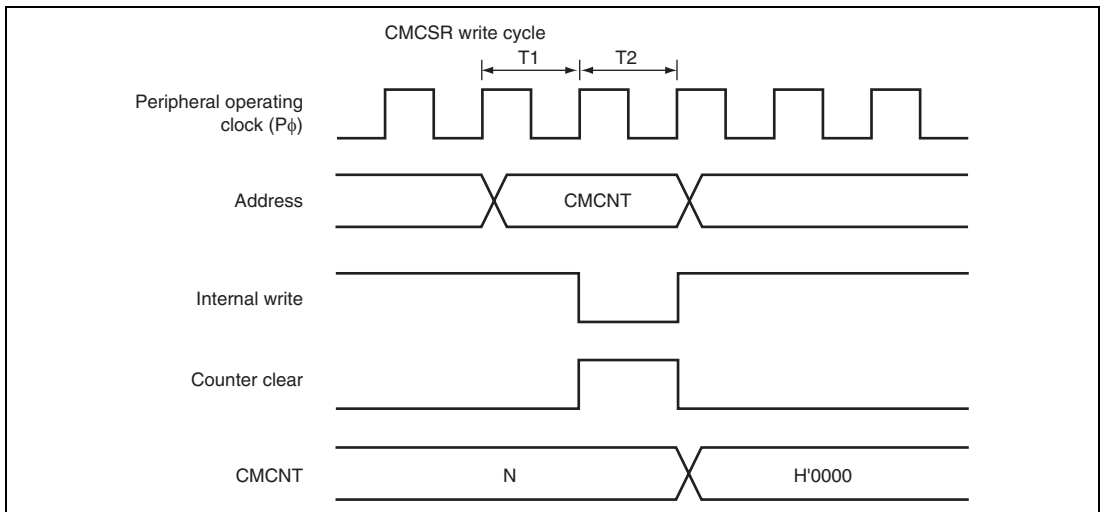 CMCSR write cycle
T1
T2
Peripheral operating
clock (Pϕ)
Address
CMCNT
Internal write
Counter clear
CMCNT
N
H'0000